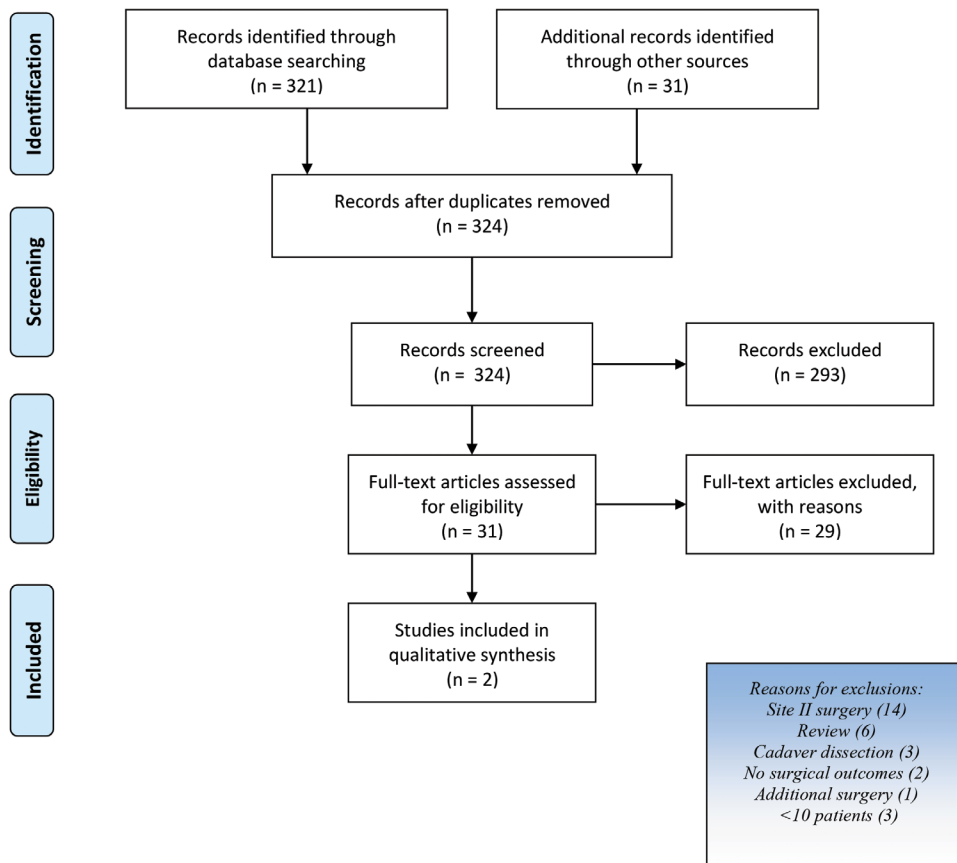 Identification
Records identified through
database searching
(n = 321)
Additional records identified
through other sources
(n = 31)
Records after duplicates removed
(n = 324)
Screening
Records screened
(n = 324)
Records excluded
(n = 293)
Eligibility
Full-text articles assessed
for eligibility
(n = 31)
Full-text articles excluded,
with reasons
(n = 29)
Included
Studies included in
qualitative synthesis
(n = 2)
Reasons for exclusions:
Site II surgery (14)
Review (6)
Cadaver dissection (3)
No surgical outcomes (2)
Additional surgery (1)
<10 patients (3)